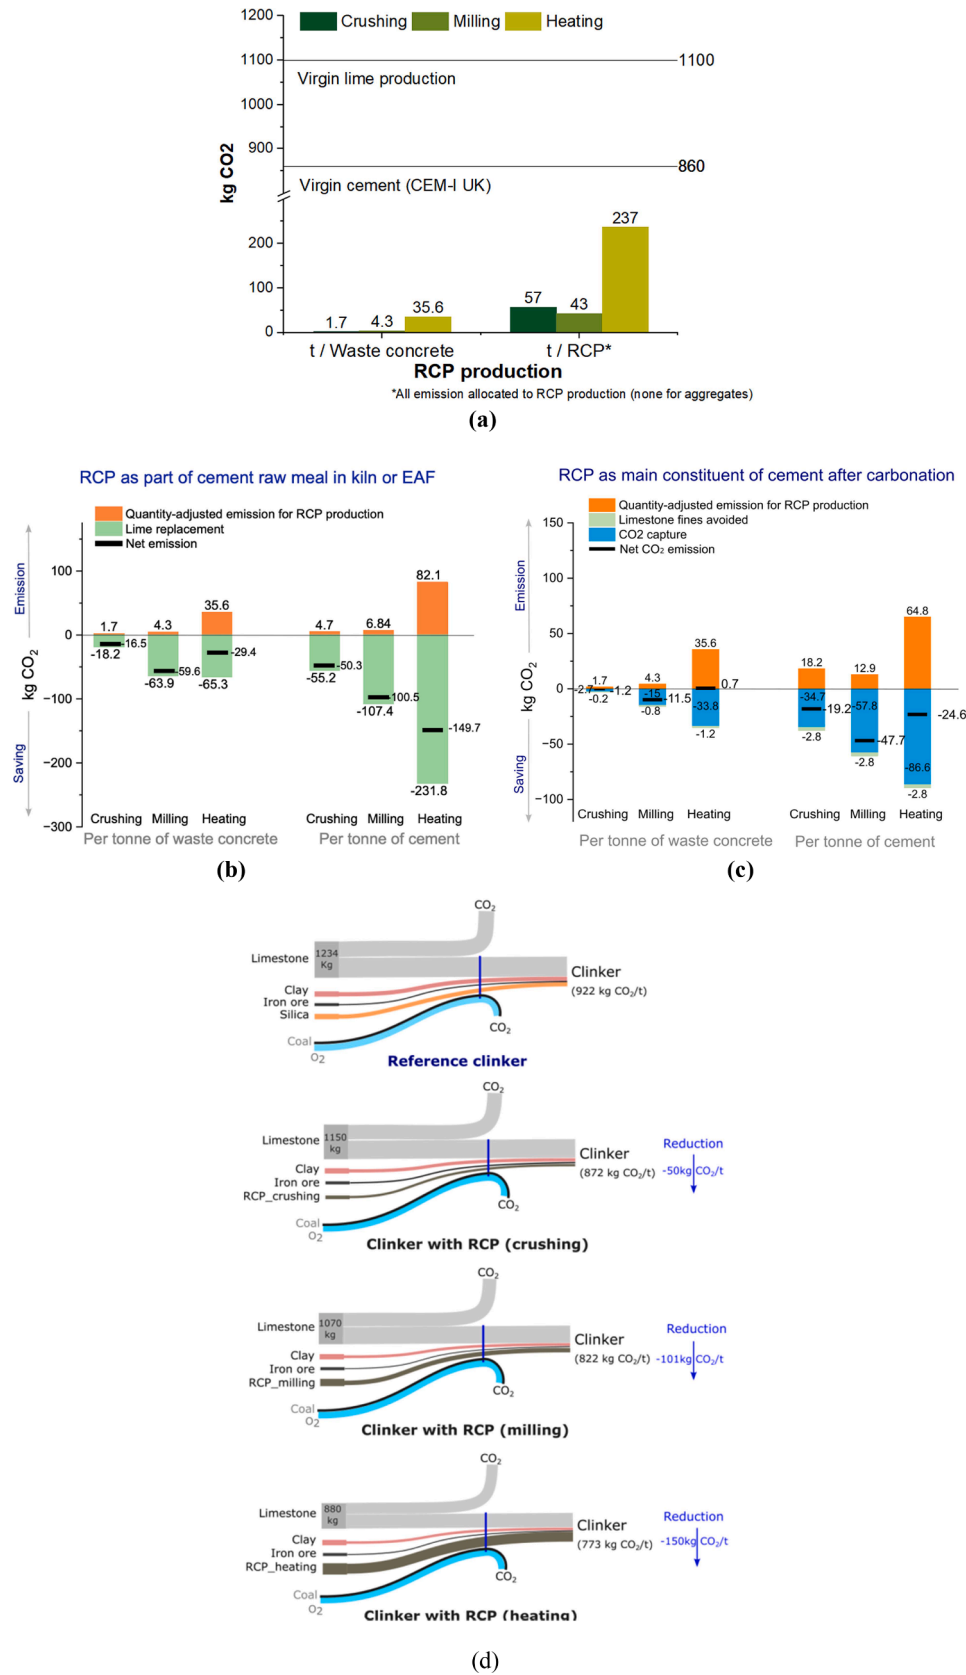 1200
Crushing
Milling
Heating
1100
1100
Virgin lime production
1000
900
860
Virgin cement (CEM-I UK)
kg CO2
237
200
100
57
43
35.6
1.7
4.3
0
t / Waste concrete
t / RCP*
RCP production
*All emission allocated to RCP production (none for aggregates)
(a)
RCP as part of cement raw meal in kiln or EAF
Quantity-adjusted emission for RCP production
Lime replacement
Net emission
Emission
kg CO2
Saving
100
0
−100
−200
−300
1.7
4.3
35.6
4.7
6.84
82.1
-16.5
-18.2
-59.6
-63.9
-29.4
-65.3
-50.3
-55.2
-100.5
-107.4
-149.7
-231.8
Crushing Milling Heating
Crushing Milling Heating
Per tonne of waste concrete
Per tonne of cement
(b)
RCP as main constituent of cement after carbonation
Quantity-adjusted emission for RCP production
Limestone fines avoided
CO2 capture
Net CO₂ emission
Emission
kg CO2
Saving
150
100
50
0
−50
−100
1.7
4.3
35.6
18.2
12.9
64.8
-2.7
-1.2
-0.2
-15
-11.5
-0.8
0.7
-33.8
-1.2
-34.7
-19.2
-2.8
-57.8
-47.7
-2.8
-24.6
-86.6
-2.8
Crushing Milling Heating
Crushing Milling Heating
Per tonne of waste concrete
Per tonne of cement
(c)
CO2
Limestone
1234
Kg
Clinker
(922 kg CO2/t)
Clay
Iron ore
Silica
CO2
Coal
O2
Reference clinker
CO2
Limestone
1150
kg
Clinker
(872 kg CO2/t)
Reduction
-50kg CO2/t
Clay
Iron ore
RCP_crushing
CO2
Coal
O2
Clinker with RCP (crushing)
CO2
Limestone
1070
kg
Clinker
(822 kg CO2/t)
Reduction
-101kg CO2/t
Clay
Iron ore
RCP_milling
CO2
Coal
O2
Clinker with RCP (milling)
CO2
Limestone
880
kg
Clinker
(773 kg CO2/t)
Reduction
-150kg CO2/t
Clay
Iron ore
RCP_heating
CO2
Coal
O2
Clinker with RCP (heating)
(d)